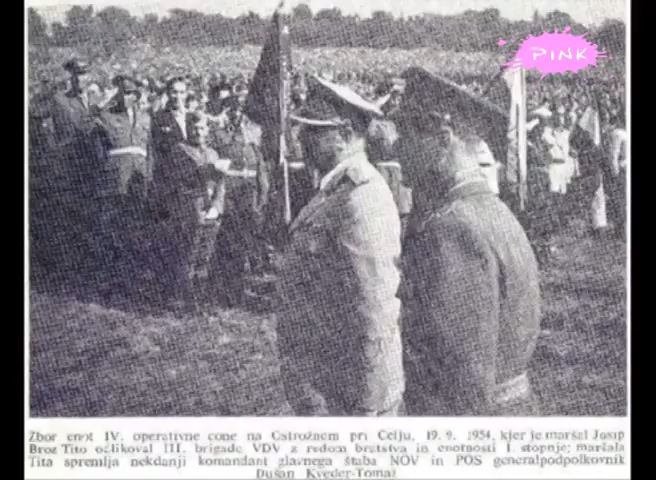 PINK
Zbor enot IV. operativne cone na Ostrožnem pri Celju, 19. 9. 1954, kjer je maršal Josip
Broz Tito odlikoval III. brigado VDV z redom bratstva in enotnosti I. stopnje; maršala
Tita spremlja nekdanji komandant glavnega štaba NOV in POS generalpodpolkovnik
Dušan Kveder-Tomaž